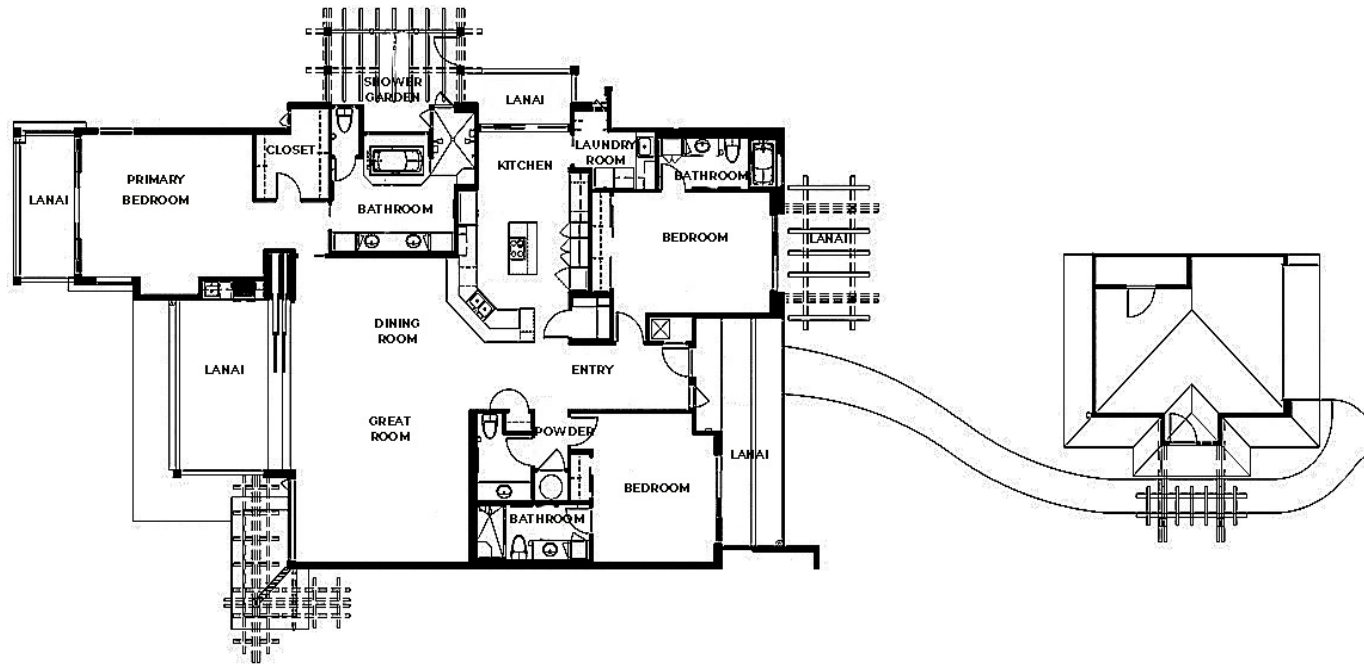 SHOWER
GARDEN
LANAI
CLOSET
KITCHEN
LAUNDRY
ROOM
BATHROOM
PRIMARY
BEDROOM
LANAI
BATHROOM
BEDROOM
LANAI
DINING
ROOM
LANAI
ENTRY
GREAT
ROOM
POWDER
LANAI
BEDROOM
BATHROOM